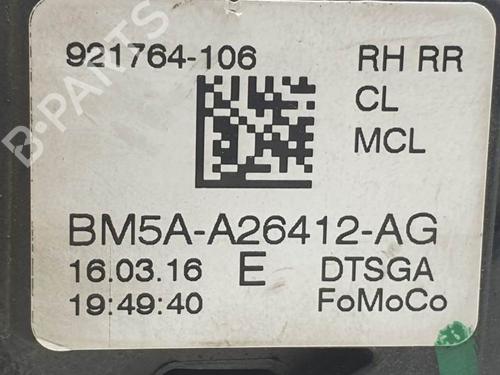 921764-106 RH RR
CL
MCL
BM5A-A26412-AG
16.03.16 E DTSGA
19:49:40 FoMoCo
B-PARTS